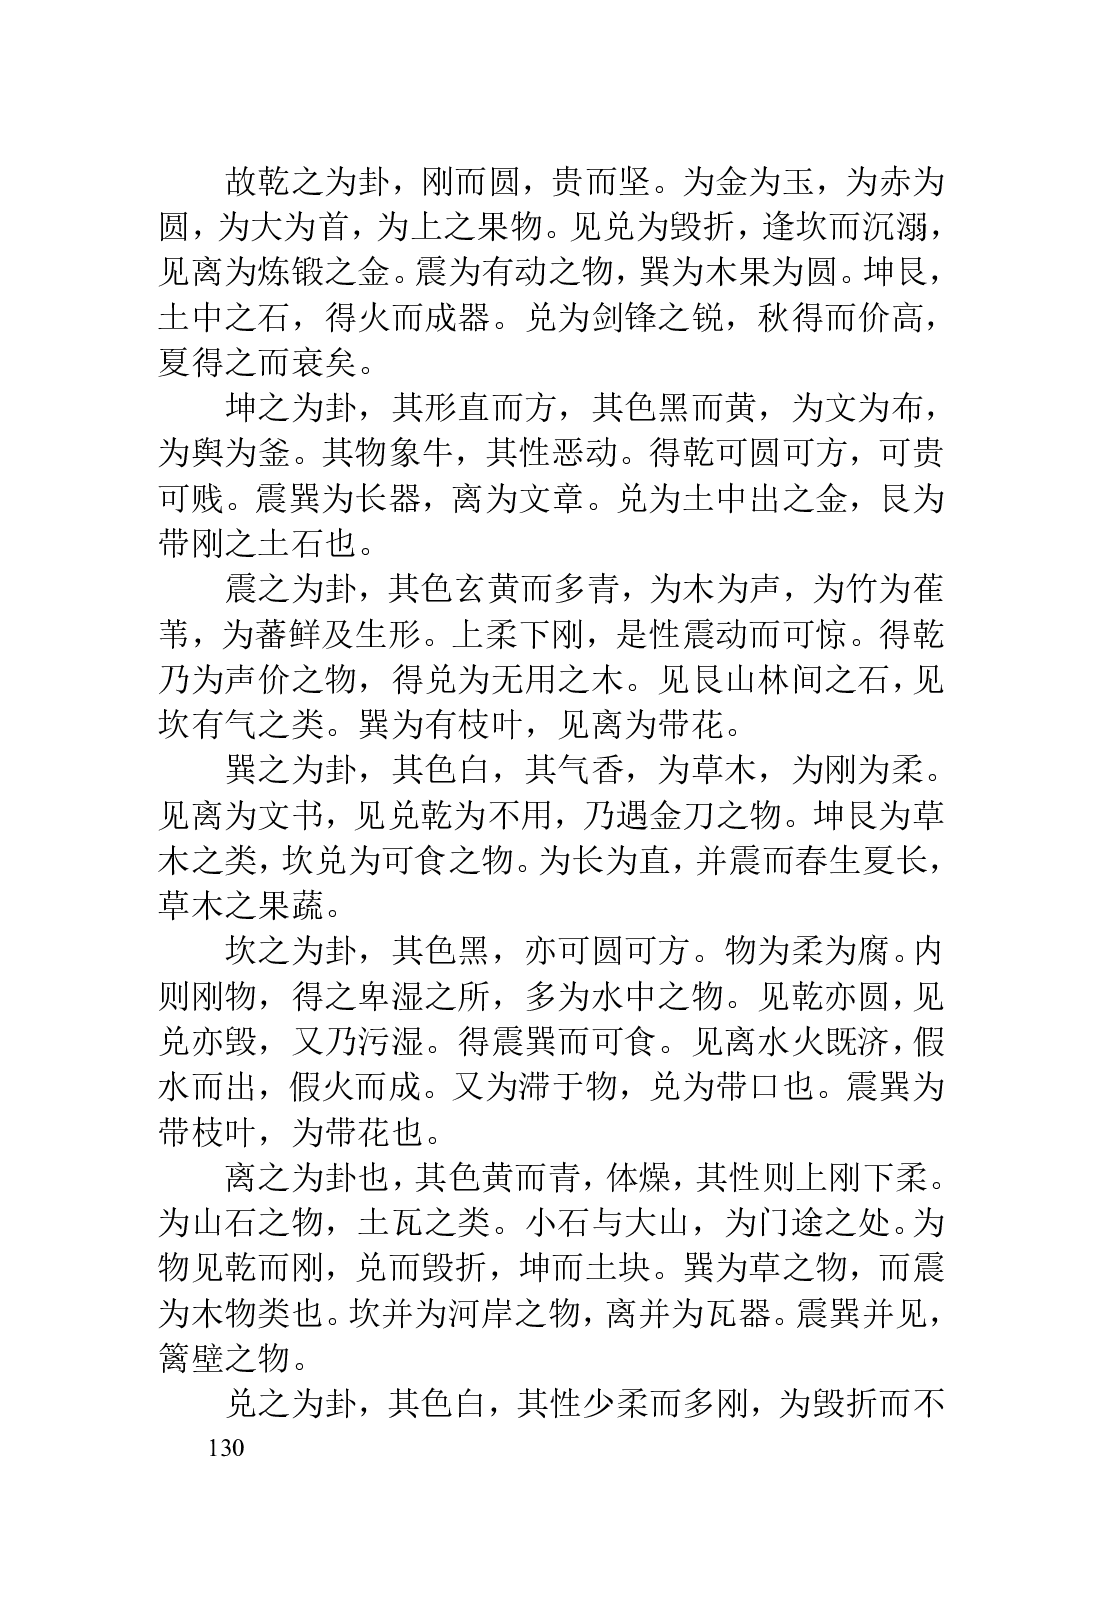 故乾之为卦，刚而圆，贵而坚。为金为玉，为赤为
圆，为大为首，为上之果物。见兑为毁折，逢坎而沉溺，
见离为炼锻之金。震为有动之物，巽为木果为圆。坤艮，
土中之石，得火而成器。兑为剑锋之锐，秋得而价高，
夏得之而衰矣。
坤之为卦，其形直而方，其色黑而黄，为文为布，
为舆为釜。其物象牛，其性恶动。得乾可圆可方，可贵
可贱。震巽为长器，离为文章。兑为土中出之金，艮为
带刚之土石也。
震之为卦，其色玄黄而多青，为木为声，为竹为萑
苇，为蕃鲜及生形。上柔下刚，是性震动而可惊。得乾
乃为声价之物，得兑为无用之木。见艮山林间之石，见
坎有气之类。巽为有枝叶，见离为带花。
巽之为卦，其色白，其气香，为草木，为刚为柔。
见离为文书，见兑乾为不用，乃遇金刀之物。坤艮为草
木之类，坎兑为可食之物。为长为直，并震而春生夏长，
草木之果蔬。
坎之为卦，其色黑，亦可圆可方。物为柔为腐。内
则刚物，得之卑湿之所，多为水中之物。见乾亦圆，见
兑亦毁，又乃污湿。得震巽而可食。见离水火既济，假
水而出，假火而成。又为滞于物，兑为带口也。震巽为
带枝叶，为带花也。
离之为卦也，其色黄而青，体燥，其性则上刚下柔。
为山石之物，土瓦之类。小石与大山，为门途之处。为
物见乾而刚，兑而毁折，坤而土块。巽为草之物，而震
为木物类也。坎并为河岸之物，离并为瓦器。震巽并见，
篱壁之物。
兑之为卦，其色白，其性少柔而多刚，为毁折而不
130